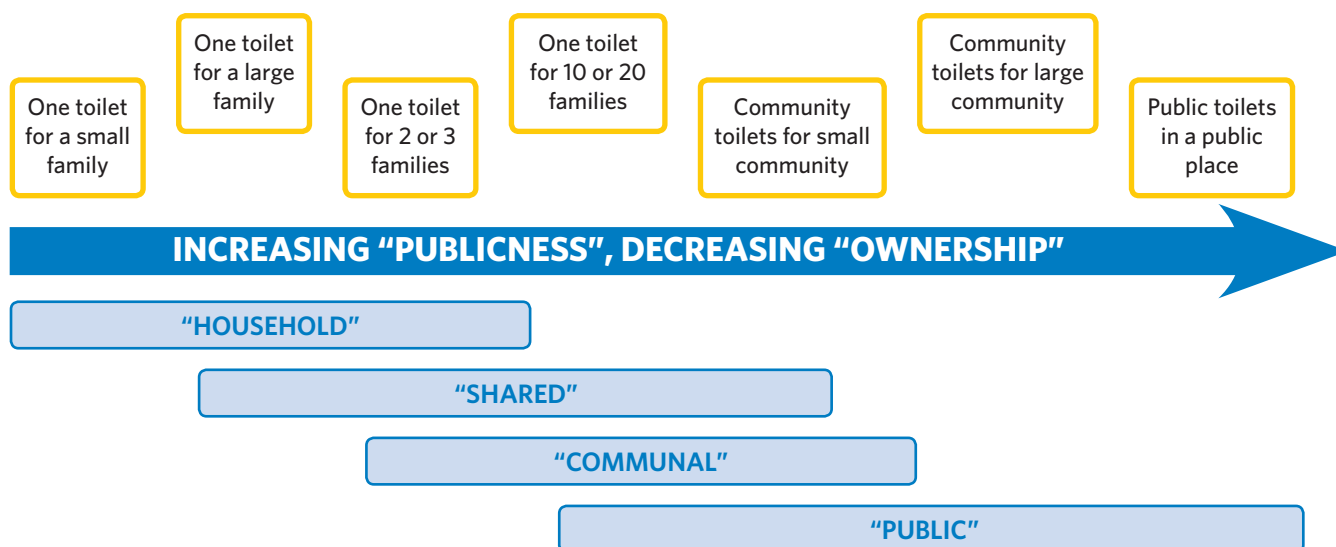 One toilet
for a small
family
One toilet
for a large
family
One toilet
for 2 or 3
families
One toilet
for 10 or 20
families
Community
toilets for small
community
Community
toilets for large
community
Public toilets
in a public
place
INCREASING “PUBLICNESS”, DECREASING “OWNERSHIP”
“HOUSEHOLD”
“SHARED”
“COMMUNAL”
“PUBLIC”